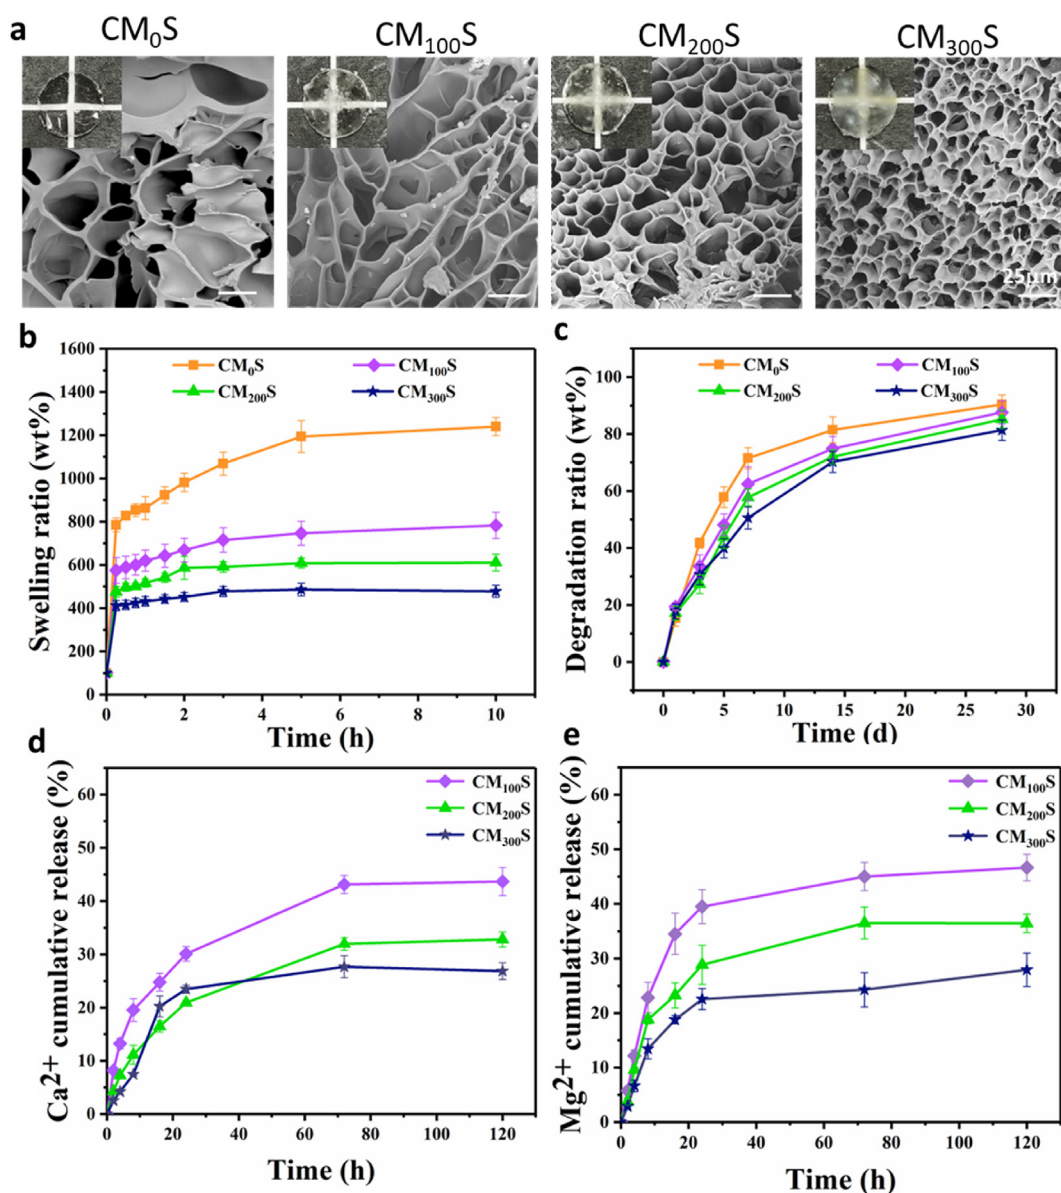 a
CM₀S
CM₁₀₀S
CM₂₀₀S
CM₃₀₀S
25μm
b
Swelling ratio (wt%)
1600
1400
1200
1000
800
600
400
200
0
CM₀S
CM₁₀₀S
CM₂₀₀S
CM₃₀₀S
0 2 4 6 8 10
Time (h)
c
Degradation ratio (wt%)
100
80
60
40
20
0
CM₀S
CM₁₀₀S
CM₂₀₀S
CM₃₀₀S
0 5 10 15 20 25 30
Time (d)
d
Ca2+ cumulative release (%)
60
50
40
30
20
10
0
CM₁₀₀S
CM₂₀₀S
CM₃₀₀S
0 20 40 60 80 100 120
Time (h)
e
Mg2+ cumulative release (%)
60
50
40
30
20
10
0
CM₁₀₀S
CM₂₀₀S
CM₃₀₀S
0 20 40 60 80 100 120
Time (h)